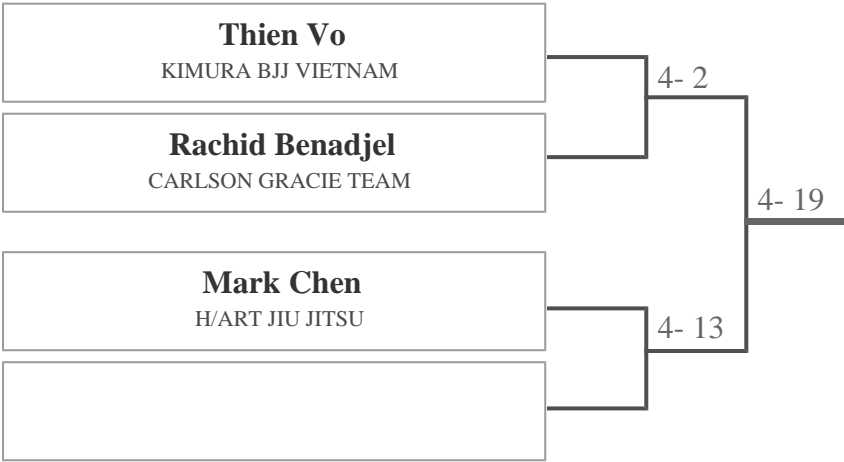 Thien Vo
KIMURA BJJ VIETNAM
4- 2
Rachid Benadjel
CARLSON GRACIE TEAM
4- 19
Mark Chen
H/ART JIU JITSU
4- 13